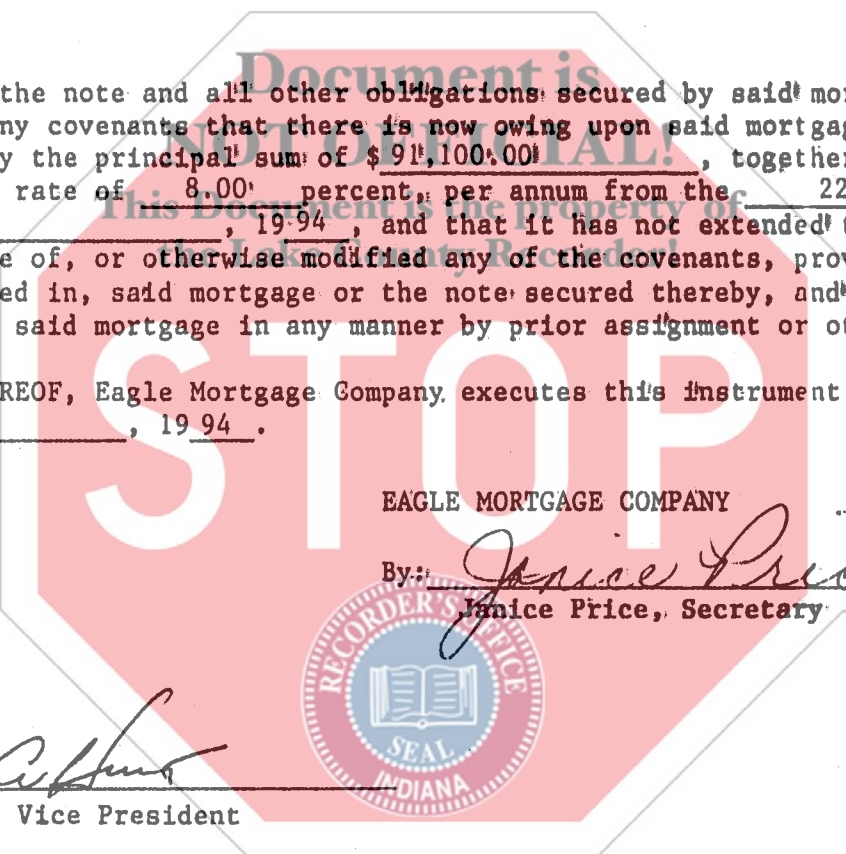 Document is
the note and all other obligations secured by said mor
ny covenants that there is now owing upon said mortgag
NOT OFFICIAL!
y the principal sum of $ 91,100.00 , together
rate of 8.00 percent, per annum from the 22
This Document is the property of
, 19 94 , and that it has not extended t
the Lake County Recorder!
e of, or otherwise modified any of the covenants, prov
ed in, said mortgage or the note secured thereby, and
said mortgage in any manner by prior assignment or ot
STOP
REOF, Eagle Mortgage Company executes this instrument
, 19 94 .
EAGLE MORTGAGE COMPANY
By: Janice Pric
Janice Price, Secretary
RECORDER'S OFFICE
SEAL
INDIANA
Vice President